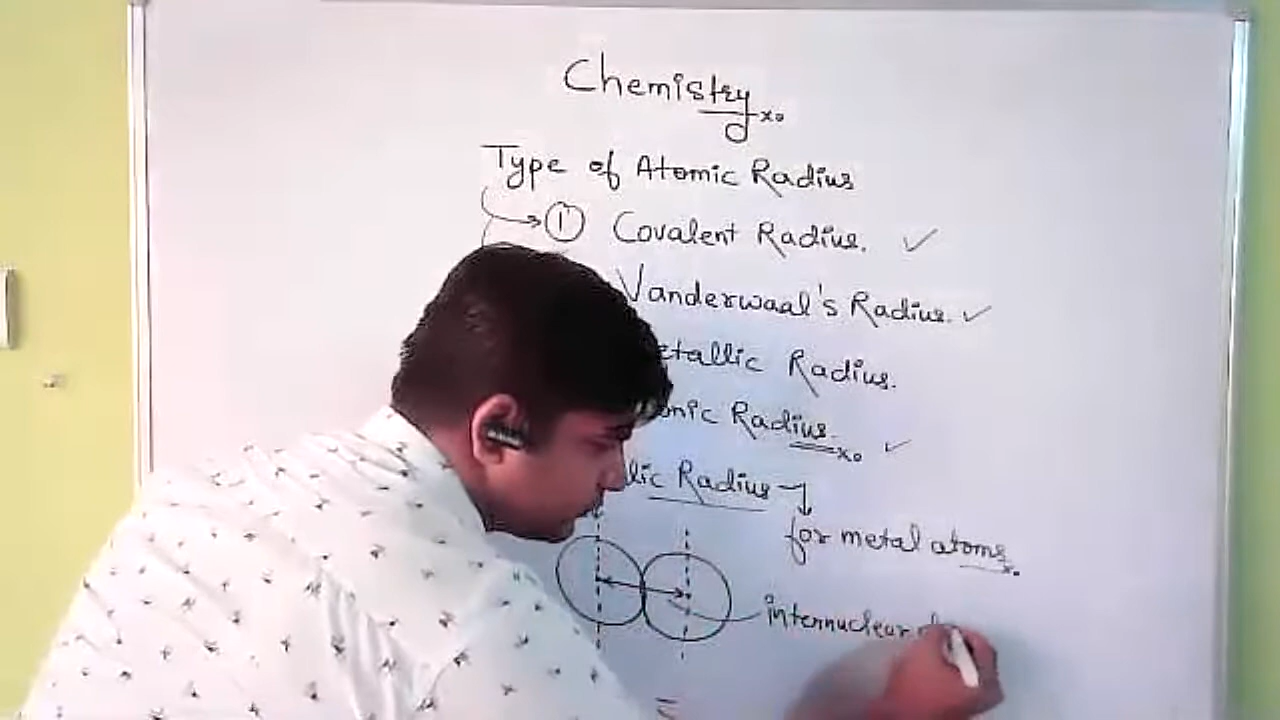 Chemistry
Type of Atomic Radius
① Covalent Radius.
Vanderwaal's Radius.
etallic Radius.
onic Radius
lic Radius
for metal atoms
internuclear